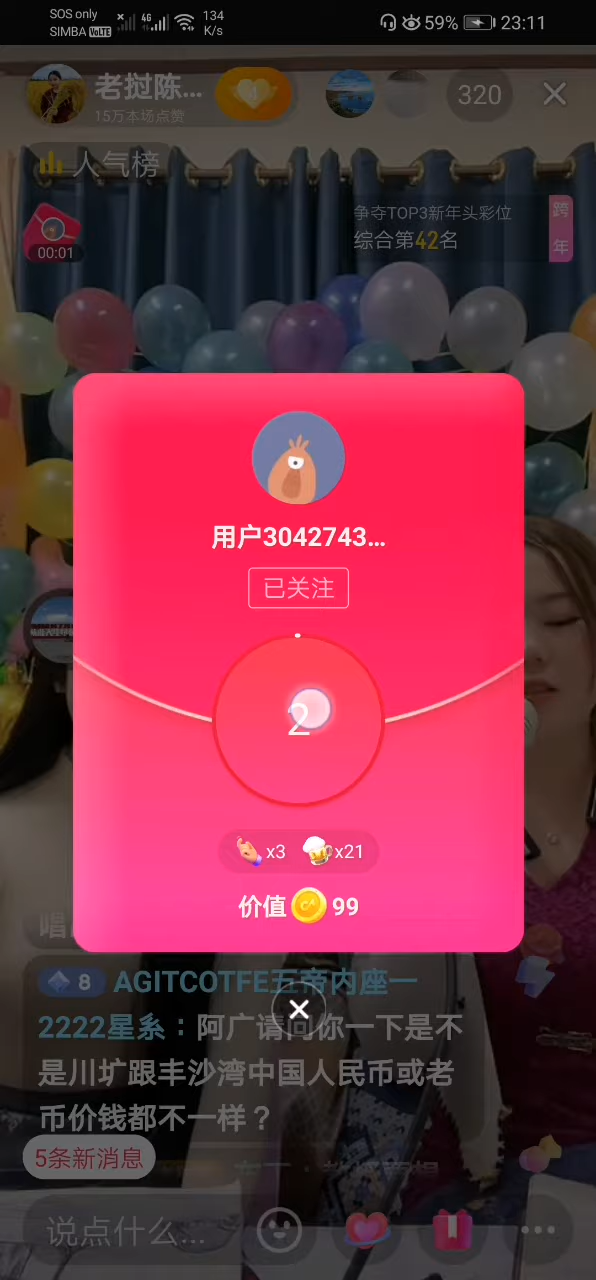 SOS only
SIMBA VoLTE
4G
134
K/s
59%
23:11
老挝陈...
15万本场点赞
320
人气榜
00:01
争夺TOP3新年头彩位
综合第42名
跨年
用户3042743...
已关注
2
x3 x21
价值 99
唱
8 AGITCOTFE五帝内座一
2222星系：阿广请问你一下是不
是川圹跟丰沙湾中国人民币或老
币价钱都不一样？
5条新消息
说点什么...